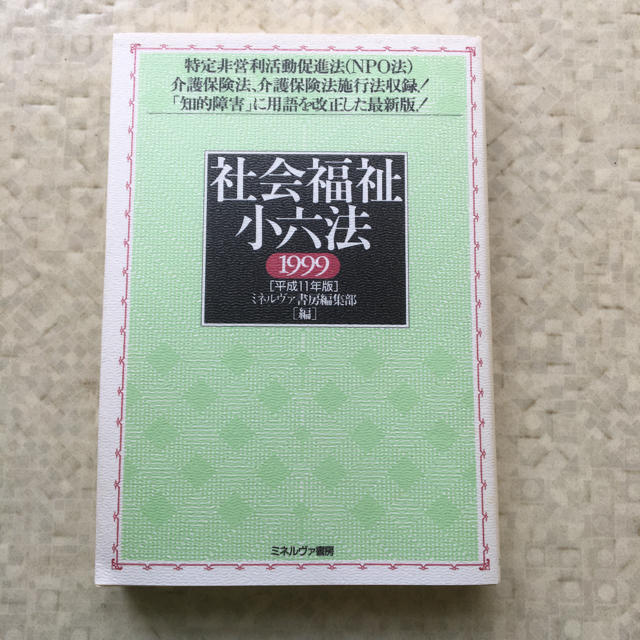 特定非営利活動促進法(NPO法)
介護保険法、介護保険法施行法収録!
「知的障害」に用語を改正した最新版!
社会福祉
小六法
1999
[平成11年版]
ミネルヴァ書房編集部
[編]
ミネルヴァ書房